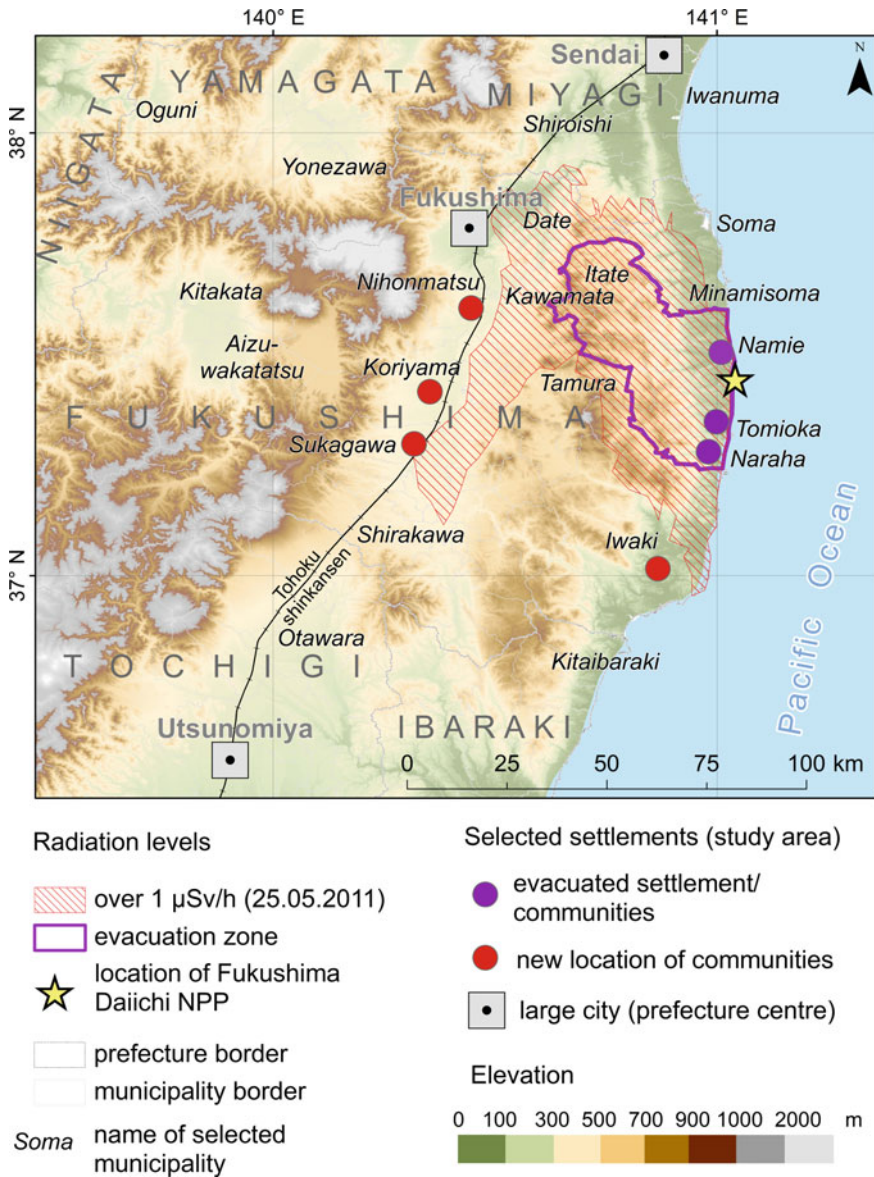 140° E
141° E
N
Sendai
YAMAGATA
MIYAGI
Iwanuma
Oguni
Shiroishi
38° N
NIIGATA
Yonezawa
Fukushima
Date
Soma
Itate
Nihonmatsu
Kitakata
Kawamata
Minamisoma
Aizu-
wakatatsu
Namie
Koriyama
Tamura
FUKUSHIMA
Tomioka
Sukagawa
Naraha
Shirakawa
Iwaki
37° N
Tohoku
shinkansen
Otawara
Pacific Ocean
TOCHIGI
Kitaibaraki
Utsunomiya
IBARAKI
0 25 50 75 100 km
Radiation levels
over 1 µSv/h (25.05.2011)
evacuation zone
location of Fukushima
Daiichi NPP
prefecture border
municipality border
Soma name of selected
municipality
Selected settlements (study area)
evacuated settlement/
communities
new location of communities
large city (prefecture centre)
Elevation
0 100 300 500 700 900 1000 2000 m